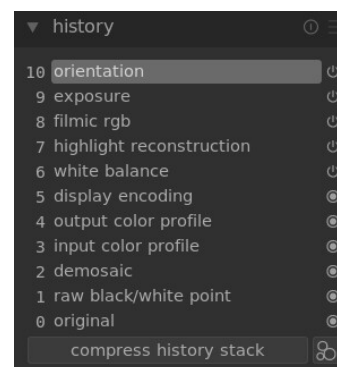 history
10 orientation
9 exposure
8 filmic rgb
7 highlight reconstruction
6 white balance
5 display encoding
4 output color profile
3 input color profile
2 demosaic
1 raw black/white point
0 original
compress history stack